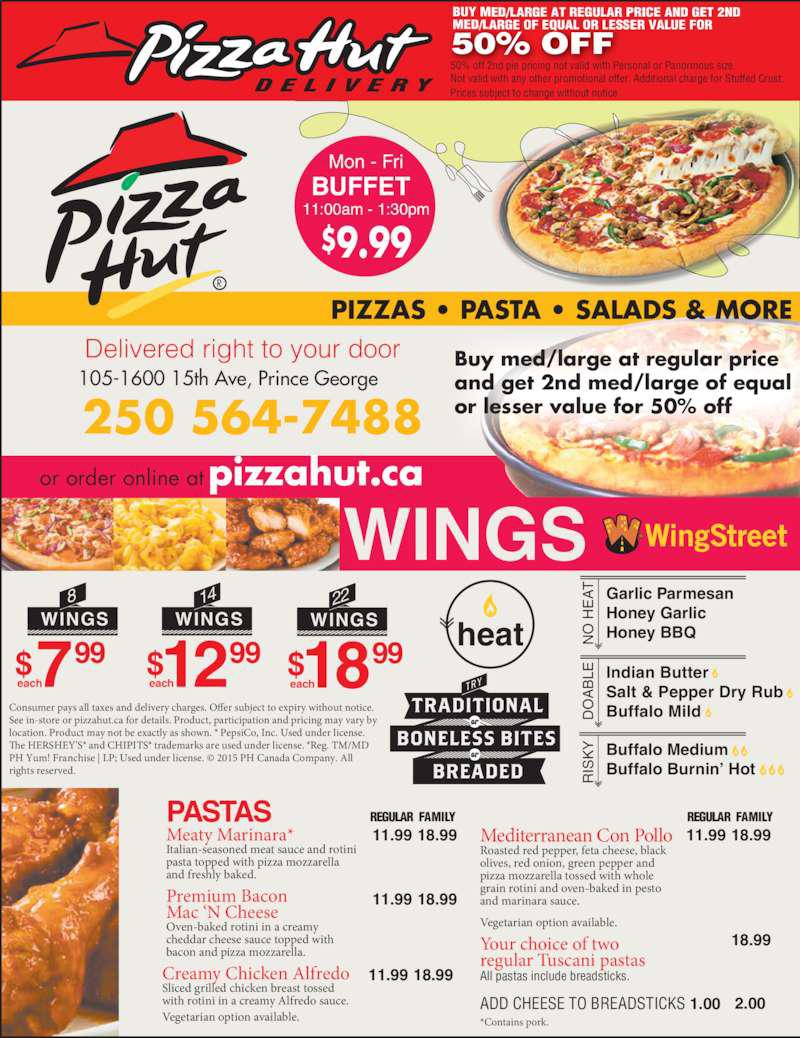 Pizza Hut
DELIVERY
BUY MED/LARGE AT REGULAR PRICE AND GET 2ND
MED/LARGE OF EQUAL OR LESSER VALUE FOR
50% OFF
50% off 2nd pie pricing not valid with Personal or Panormous size.
Not valid with any other promotional offer. Additional charge for Stuffed Crust.
Prices subject to change without notice.
Pizza
Hut
®
Mon - Fri
BUFFET
11:00am - 1:30pm
$9.99
PIZZAS • PASTA • SALADS & MORE
Delivered right to your door
105-1600 15th Ave, Prince George
250 564-7488
Buy med/large at regular price
and get 2nd med/large of equal
or lesser value for 50% off
or order online at pizzahut.ca
WINGS
WingStreet
8
WINGS
$7 99
each
14
WINGS
$12 99
each
22
WINGS
$18 99
each
Consumer pays all taxes and delivery charges. Offer subject to expiry without notice.
See in-store or pizzahut.ca for details. Product, participation and pricing may vary by
location. Product may not be exactly as shown. * PepsiCo, Inc. Used under license.
The HERSHEY'S* and CHIPITS* trademarks are used under license. *Reg. TM/MD
PH Yum! Franchise | LP; Used under license. © 2015 PH Canada Company. All
rights reserved.
heat
TRY
TRADITIONAL
or
BONELESS BITES
or
BREADED
NO HEAT
Garlic Parmesan
Honey Garlic
Honey BBQ
DOABLE
Indian Butter
Salt & Pepper Dry Rub
Buffalo Mild
RISKY
Buffalo Medium
Buffalo Burnin' Hot
PASTAS
REGULAR FAMILY
Meaty Marinara* 11.99 18.99
Italian-seasoned meat sauce and rotini
pasta topped with pizza mozzarella
and freshly baked.
Premium Bacon 11.99 18.99
Mac 'N Cheese
Oven-baked rotini in a creamy
cheddar cheese sauce topped with
bacon and pizza mozzarella.
Creamy Chicken Alfredo 11.99 18.99
Sliced grilled chicken breast tossed
with rotini in a creamy Alfredo sauce.
Vegetarian option available.
REGULAR FAMILY
Mediterranean Con Pollo 11.99 18.99
Roasted red pepper, feta cheese, black
olives, red onion, green pepper and
pizza mozzarella tossed with whole
grain rotini and oven-baked in pesto
and marinara sauce.
Vegetarian option available.
Your choice of two 18.99
regular Tuscani pastas
All pastas include breadsticks.
ADD CHEESE TO BREADSTICKS 1.00 2.00
*Contains pork.